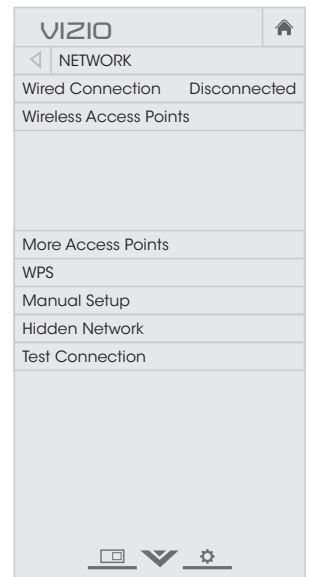 VIZIO
NETWORK
Wired Connection Disconnected
Wireless Access Points
More Access Points
WPS
Manual Setup
Hidden Network
Test Connection